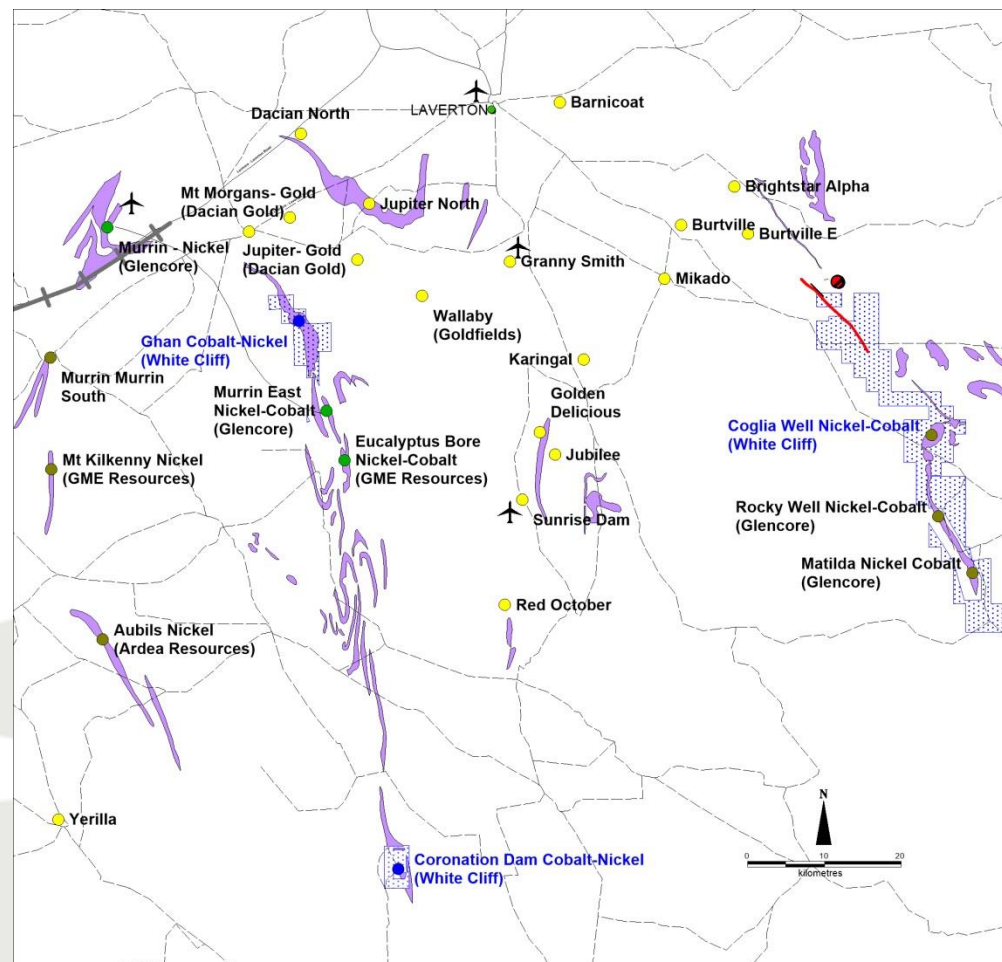 LAVERTON
Barnicoat
Dacian North
Brightstar Alpha
Mt Morgans- Gold
(Dacian Gold)
Jupiter North
Burtville
Burtville E
Murrin - Nickel
(Glencore)
Jupiter- Gold
(Dacian Gold)
Granny Smith
Mikado
Wallaby
(Goldfields)
Ghan Cobalt-Nickel
(White Cliff)
Karingal
Murrin Murrin
South
Murrin East
Nickel-Cobalt
(Glencore)
Golden
Delicious
Coglia Well Nickel-Cobalt
(White Cliff)
Eucalyptus Bore
Nickel-Cobalt
(GME Resources)
Jubilee
Mt Kilkenny Nickel
(GME Resources)
Rocky Well Nickel-Cobalt
(Glencore)
Sunrise Dam
Matilda Nickel Cobalt
(Glencore)
Red October
Aubils Nickel
(Ardea Resources)
Yerilla
N
0 10 20
kilometres
Coronation Dam Cobalt-Nickel
(White Cliff)